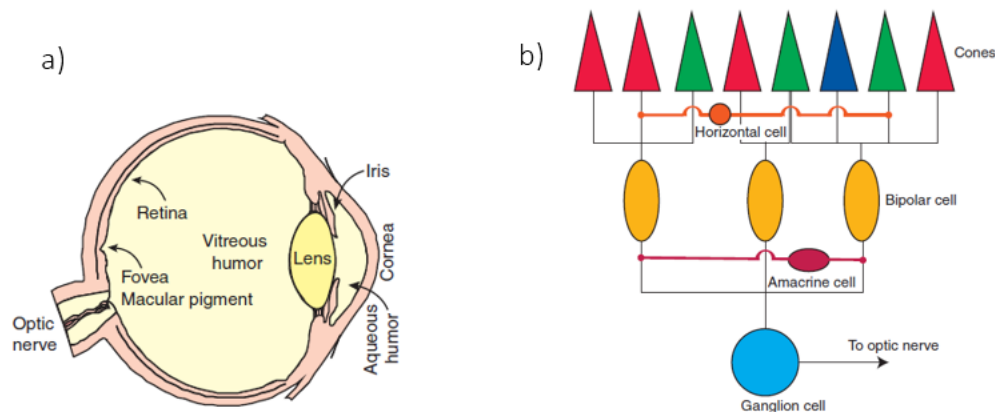 a)
Iris
Retina
Vitreous
humor
Lens
Cornea
Fovea
Macular pigment
Aqueous
humor
Optic
nerve
b)
Cones
Horizontal cell
Bipolar cell
Amacrine cell
To optic nerve
Ganglion cell